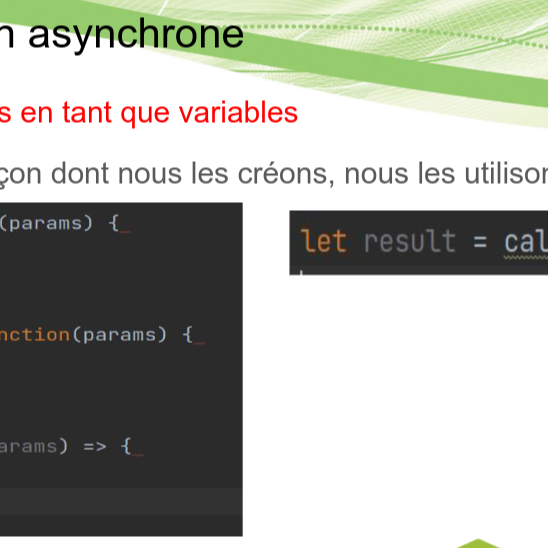 n asynchrone
s en tant que variables
çon dont nous les créons, nous les utilison
(params) {
let result = cal
nction(params) {
arams) => {